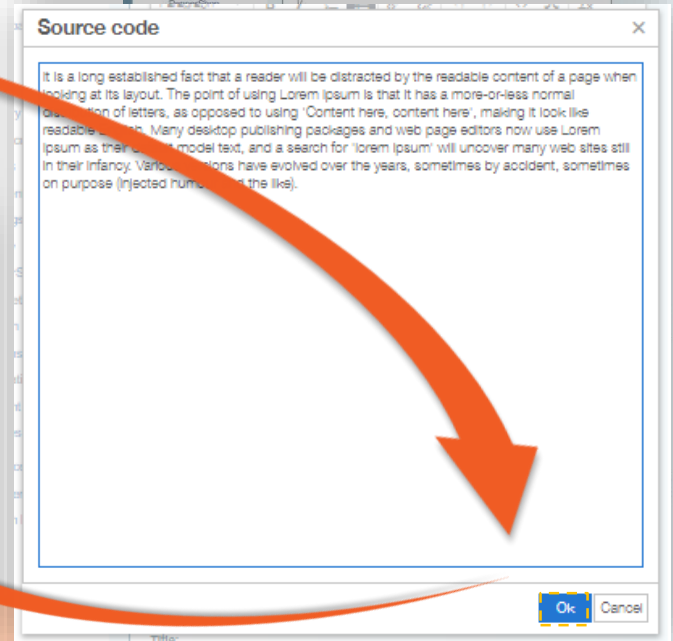 Source code
It is a long established fact that a reader will be distracted by the readable content of a page when
looking at its layout. The point of using Lorem Ipsum is that it has a more-or-less normal
of letters, as opposed to using 'Content here, content here', making it look like
readable Many desktop publishing packages and web page editors now use Lorem
Ipsum as their model text, and a search for 'lorem ipsum' will uncover many web sites still
in their infancy. have evolved over the years, sometimes by accident, sometimes
on purpose (injected the like).
Ok Cancel
Title: